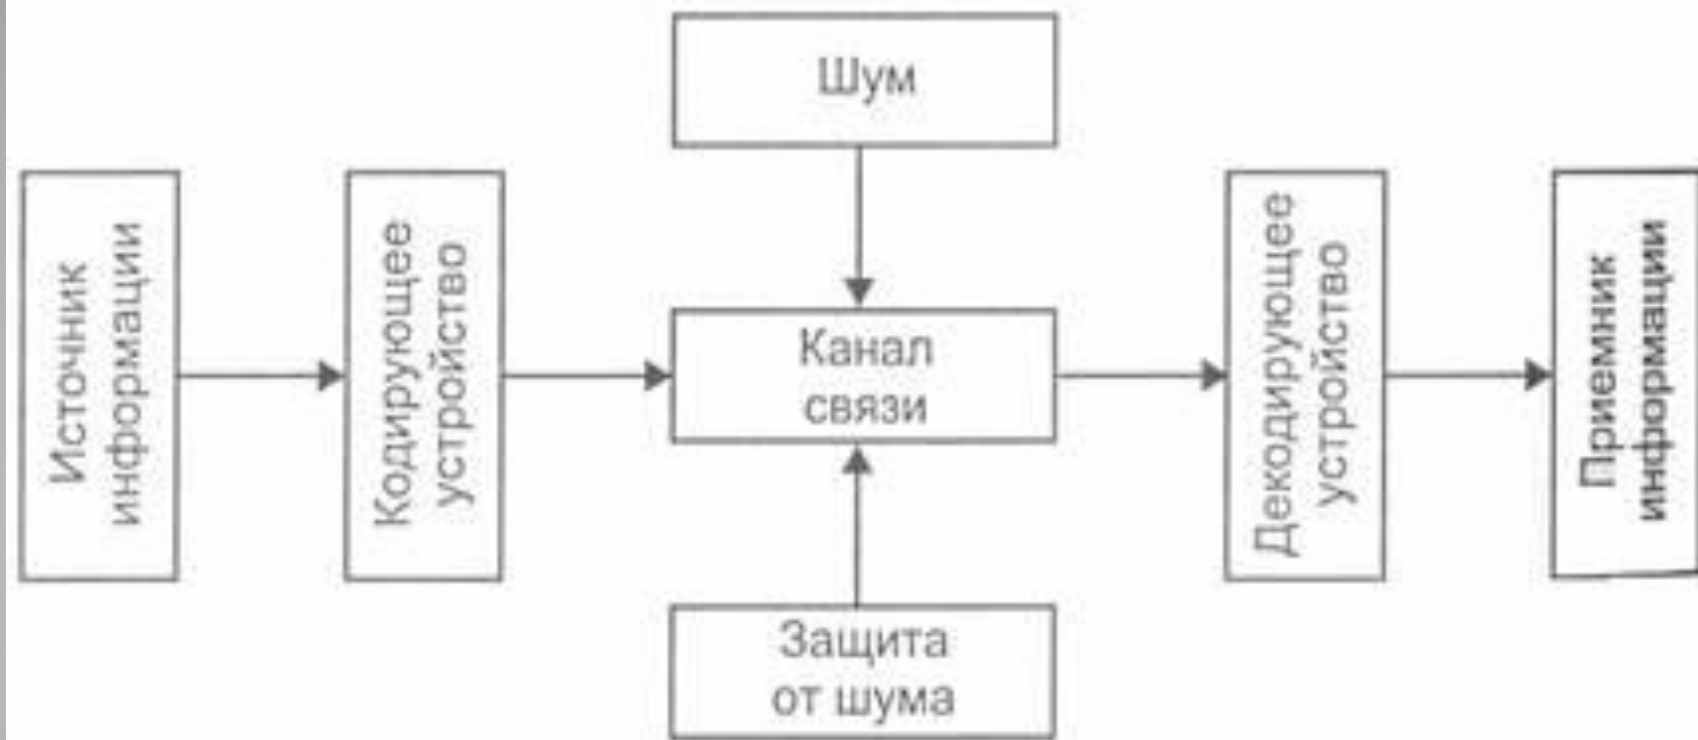 Шум
Источник
информации
Кодирующее
устройство
Канал
связи
Декодирующее
устройство
Приемник
информации
Защита
от шума